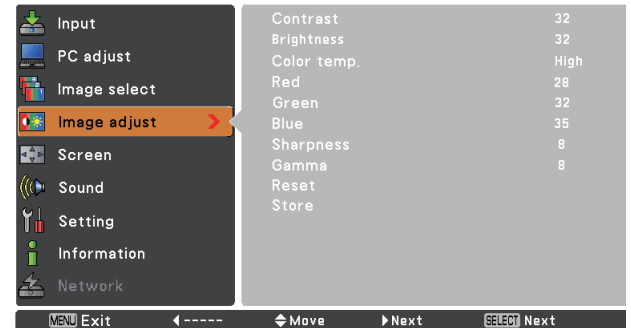 Input
PC adjust
Image select
Image adjust
Screen
Sound
Setting
Information
Network
Contrast 32
Brightness 32
Color temp. High
Red 28
Green 32
Blue 35
Sharpness 8
Gamma 8
Reset
Store
MENU Exit ◀ ----- ⬍ Move ▶ Next SELECT Next